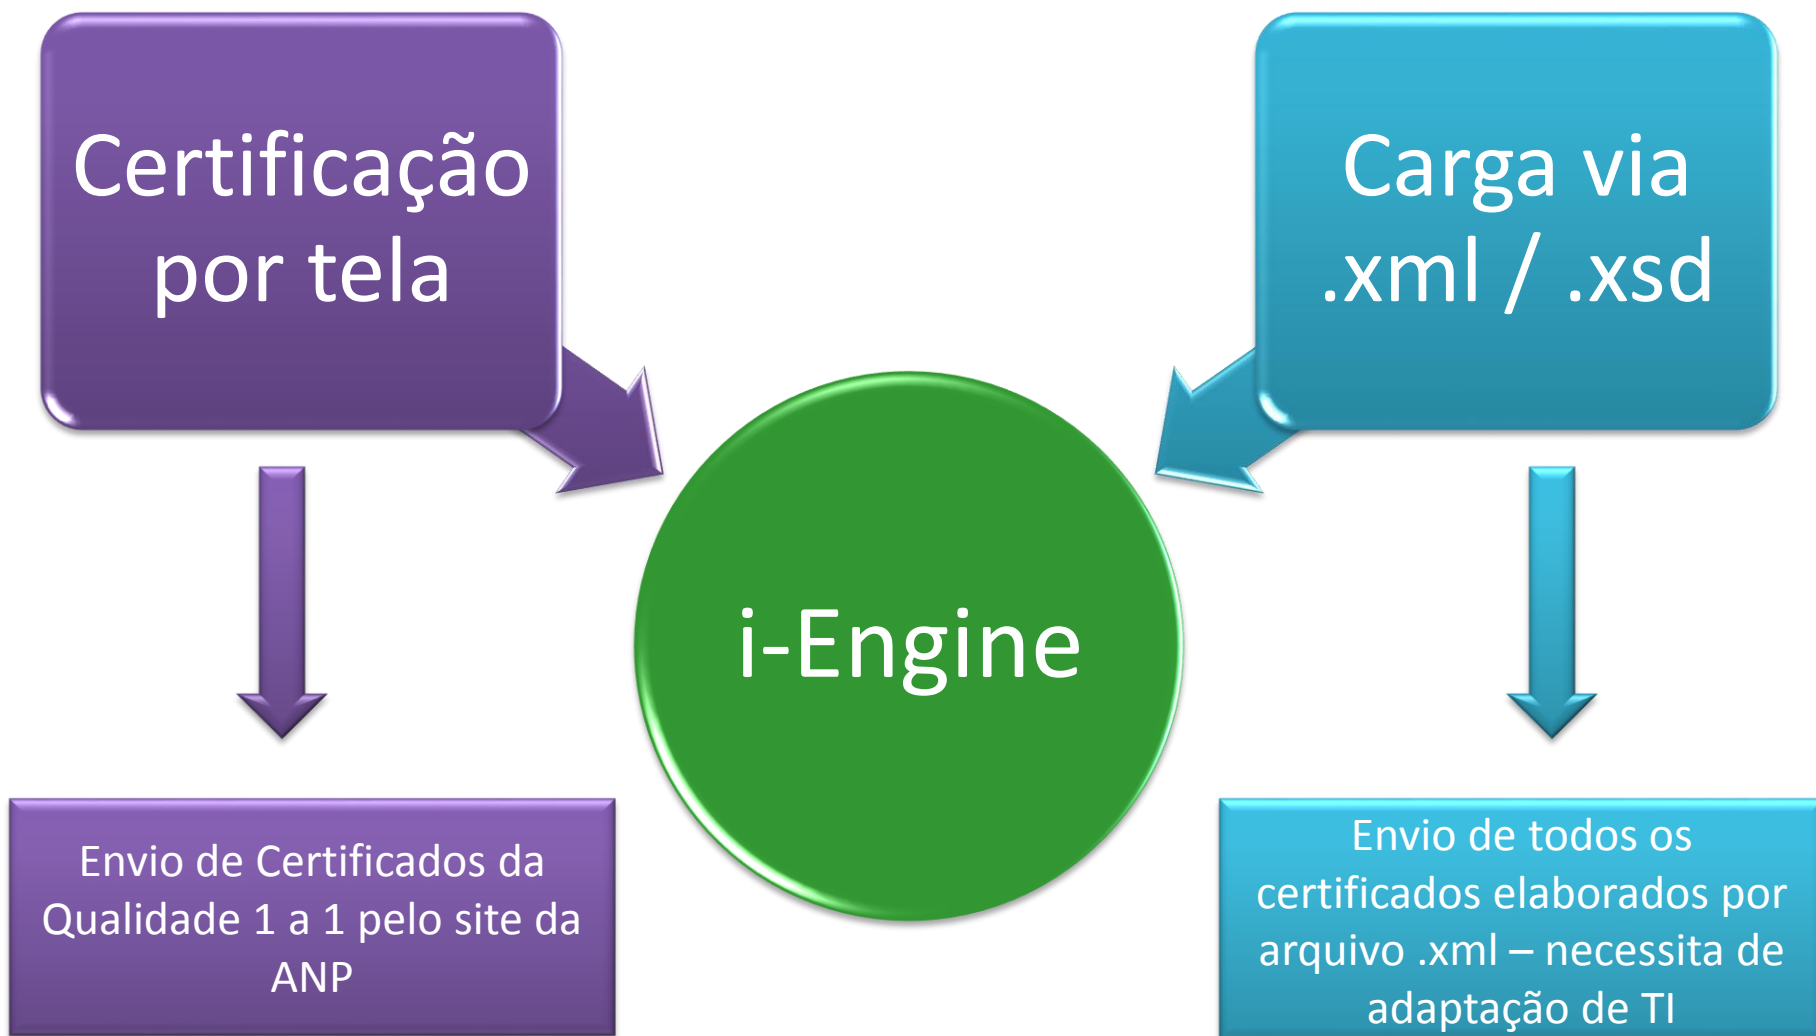 Certificação
por tela
Carga via
.xml / .xsd
i-Engine
Envio de Certificados da
Qualidade 1 a 1 pelo site da
ANP
Envio de todos os
certificados elaborados por
arquivo .xml – necessita de
adaptação de TI